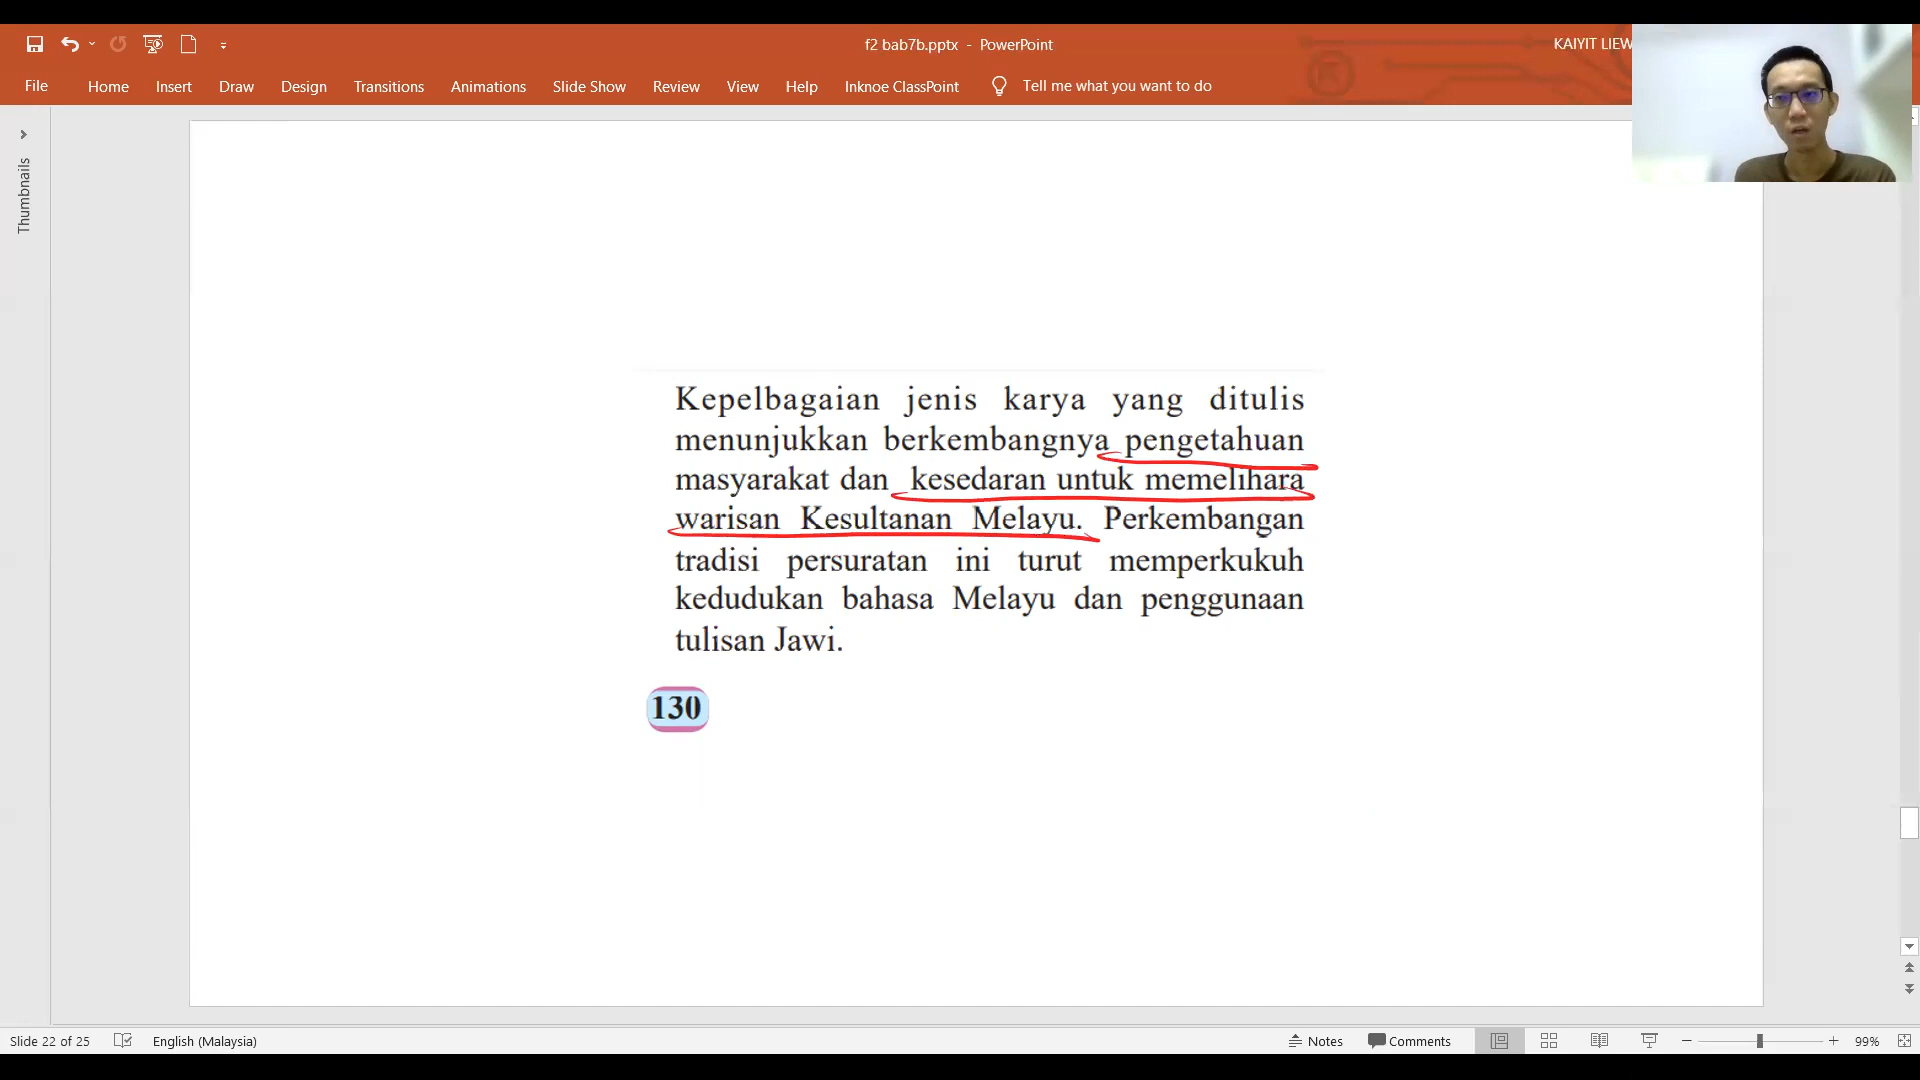 f2 bab7b.pptx - PowerPoint
KAIYIT LIEW
File Home Insert Draw Design Transitions Animations Slide Show Review View Help Inknoe ClassPoint Tell me what you want to do
Thumbnails
Kepelbagaian jenis karya yang ditulis
menunjukkan berkembangnya pengetahuan
masyarakat dan kesedaran untuk memelihara
warisan Kesultanan Melayu. Perkembangan
tradisi persuratan ini turut memperkukuh
kedudukan bahasa Melayu dan penggunaan
tulisan Jawi.
130
Slide 22 of 25 English (Malaysia) Notes Comments 99%